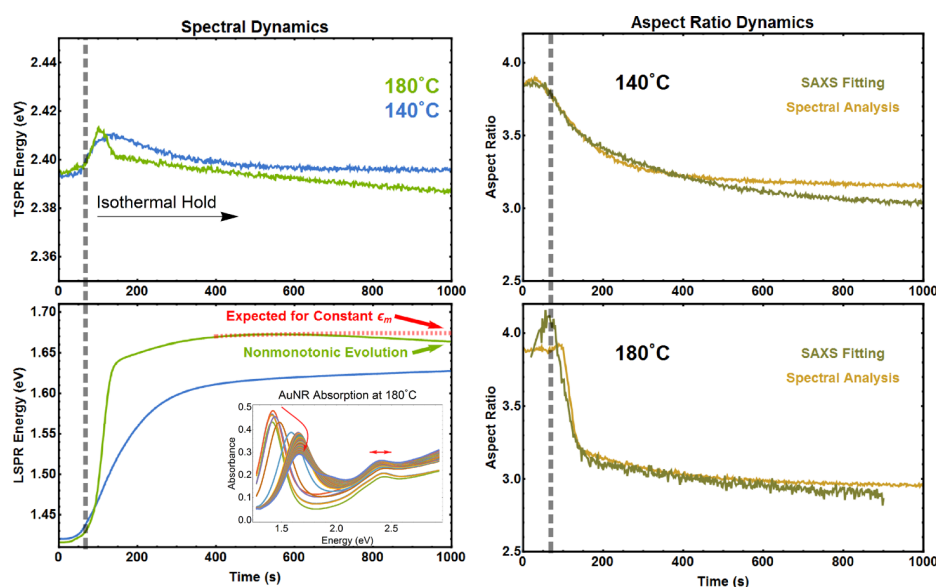 Spectral Dynamics
TSPR Energy (eV)
2.44
2.42
2.40
2.38
2.36
180°C
140°C
Isothermal Hold
0
200
400
600
800
1000
LSPR Energy (eV)
1.70
1.65
1.60
1.55
1.50
1.45
Expected for Constant ϵm
Nonmonotonic Evolution
AuNR Absorption at 180°C
Absorbance
0.5
0.4
0.3
0.2
0.1
0.0
1.5
2.0
2.5
Energy (eV)
0
200
400
600
800
1000
Time (s)
Aspect Ratio Dynamics
Aspect Ratio
4.0
3.5
3.0
2.5
140°C
SAXS Fitting
Spectral Analysis
0
200
400
600
800
1000
Aspect Ratio
4.0
3.5
3.0
2.5
180°C
SAXS Fitting
Spectral Analysis
0
200
400
600
800
1000
Time (s)